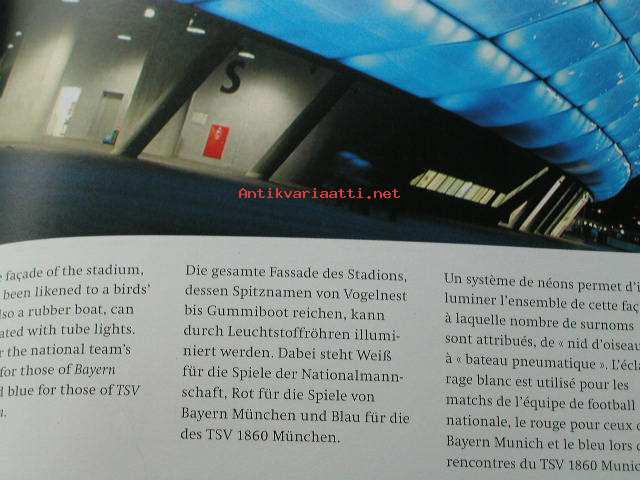 S
Antikvariaatti.net
façade of the stadium,
been likened to a birds'
also a rubber boat, can
with tube lights.
the national team's
for those of Bayern
blue for those of TSV
Die gesamte Fassade des Stadions,
dessen Spitznamen von Vogelnest
bis Gummiboot reichen, kann
durch Leuchtstoffröhren illumi-
niert werden. Dabei steht Weiß
für die Spiele der Nationalmann-
schaft, Rot für die Spiele von
Bayern München und Blau für die
des TSV 1860 München.
Un système de néons permet d'i
luminer l'ensemble de cette faç
à laquelle nombre de surnoms
sont attribués, de « nid d'oiseau
à « bateau pneumatique ». L'écla
rage blanc est utilisé pour les
matchs de l'équipe de football
nationale, le rouge pour ceux d
Bayern Munich et le bleu lors d
rencontres du TSV 1860 Munic